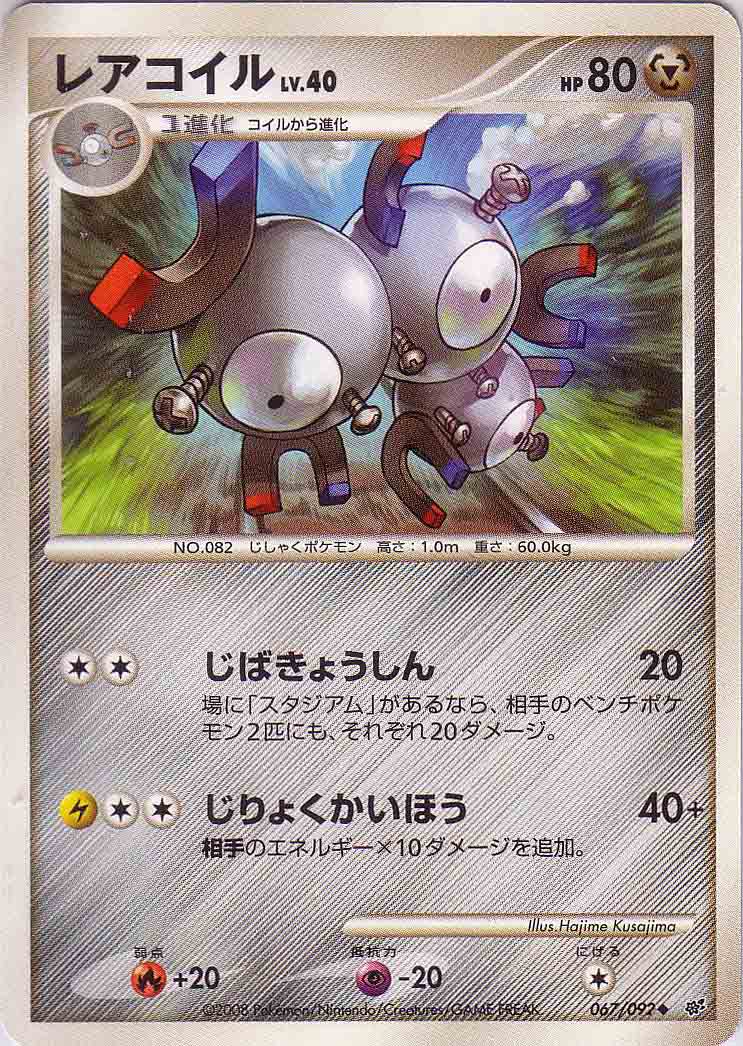 レアコイル LV.40 HP 80
1進化 コイルから進化
NO.082 じしゃくポケモン 高さ:1.0m 重さ:60.0kg
じばきょうしん 20
場に「スタジアム」があるなら、相手のベンチポケ
モン2匹にも、それぞれ20ダメージ。
じりょくかいほう 40+
相手のエネルギー×10ダメージを追加。
Illus.Hajime Kusajima
弱点 抵抗力 にげる
+20 -20
©2008 Pokémon/Nintendo/Creatures/GAME FREAK. 067/092